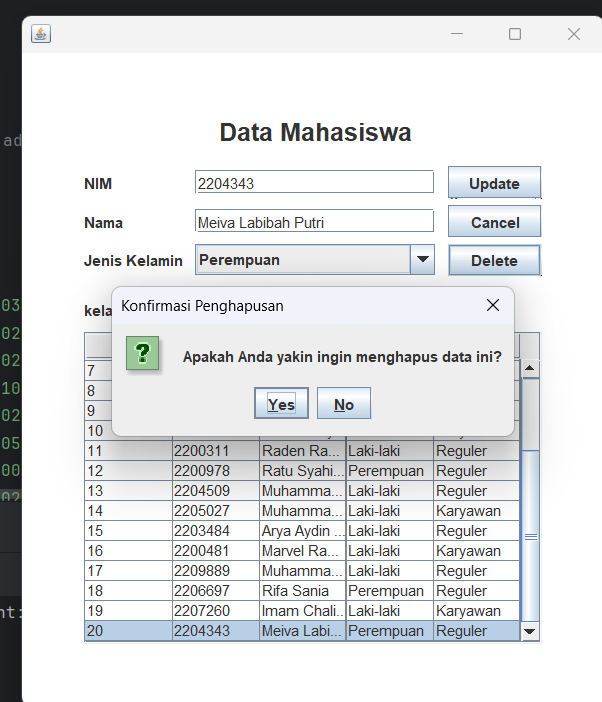 ad
Data Mahasiswa
NIM 2204343 Update
Nama Meiva Labibah Putri Cancel
Jenis Kelamin Perempuan Delete
03
kela
Konfirmasi Penghapusan
02
?
Apakah Anda yakin ingin menghapus data ini?
02
7
10
8
Yes No
02
9
10
05
11 2200311 Raden Ra... Laki-laki Reguler
00
12 2200978 Ratu Syahi... Perempuan Reguler
02
13 2204509 Muhamma... Laki-laki Reguler
14 2205027 Muhamma... Laki-laki Karyawan
15 2203484 Arya Aydin ... Laki-laki Reguler
16 2200481 Marvel Ra... Laki-laki Karyawan
17 2209889 Muhamma... Laki-laki Reguler
18 2206697 Rifa Sania Perempuan Reguler
nt:
19 2207260 Imam Chali... Laki-laki Karyawan
20 2204343 Meiva Labi... Perempuan Reguler